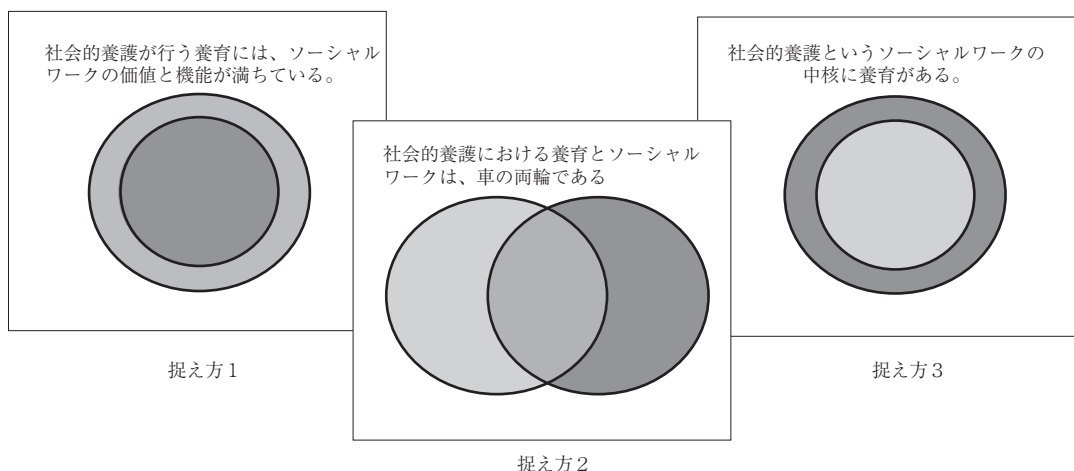 社会的養護が行う養育には、ソーシャル
ワークの価値と機能が満ちている。
捉え方１
社会的養護における養育とソーシャル
ワークは、車の両輪である
捉え方２
社会的養護というソーシャルワークの
中核に養育がある。
捉え方３